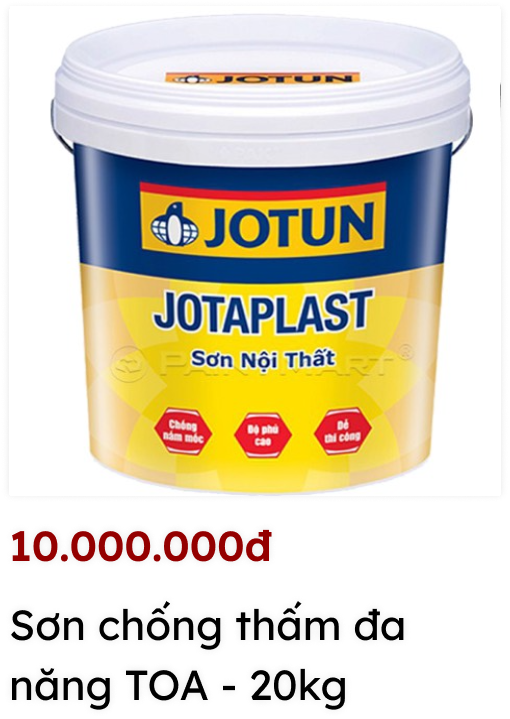 JOTUN
JOTUN
JOTAPLAST
Sơn Nội Thất
PAINTMART®
Chống
nấm mốc
Độ phủ
cao
Dễ
thi công
10.000.000đ
Sơn chống thấm đa
năng TOA - 20kg